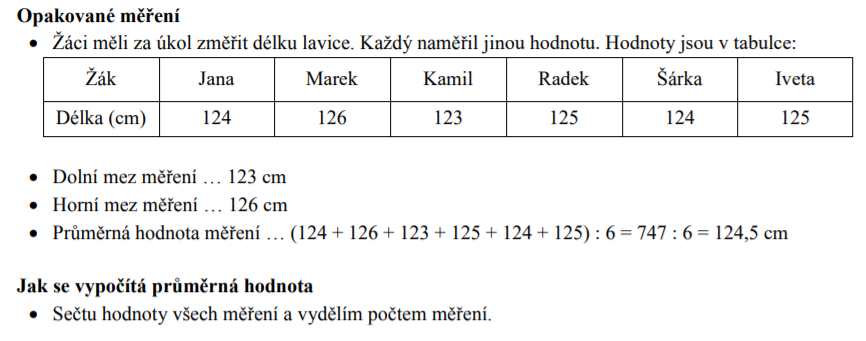 Opakované měření
• Žáci měli za úkol změřit délku lavice. Každý naměřil jinou hodnotu. Hodnoty jsou v tabulce:
Žák Jana Marek Kamil Radek Šárka Iveta
Délka (cm) 124 126 123 125 124 125
• Dolní mez měření … 123 cm
• Horní mez měření … 126 cm
• Průměrná hodnota měření … (124 + 126 + 123 + 125 + 124 + 125) : 6 = 747 : 6 = 124,5 cm
Jak se vypočítá průměrná hodnota
• Sečtu hodnoty všech měření a vydělím počtem měření.